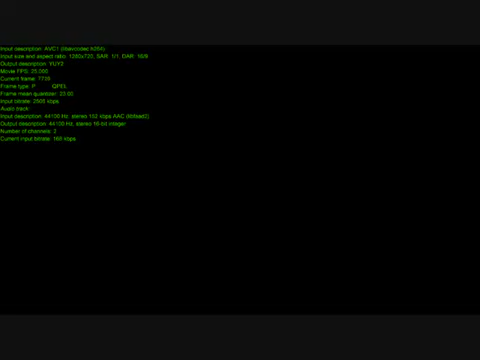 Input description: AVC1 (libavcodec h264)
Input size and aspect ratio: 1280x720, SAR: 1/1, DAR: 16/9
Output description: YUY2
Movie FPS: 25,000
Current frame: 7759
Frame type: P QPEL
Frame mean quantizer: 23.00
Input bitrate: 2505 kbps
Audio track:
Input description: 44100 Hz, stereo 152 kbps AAC (libfaad2)
Output description: 44100 Hz, stereo 16-bit integer
Number of channels: 2
Current input bitrate: 160 kbps